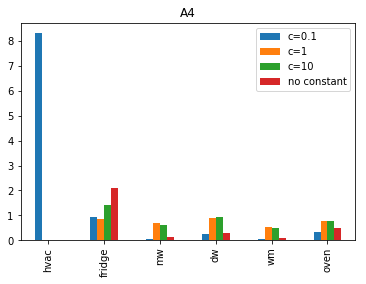 A4
c=0.1
c=1
c=10
no constant
8
7
6
5
4
3
2
1
0
hvac
fridge
mw
dw
wm
oven